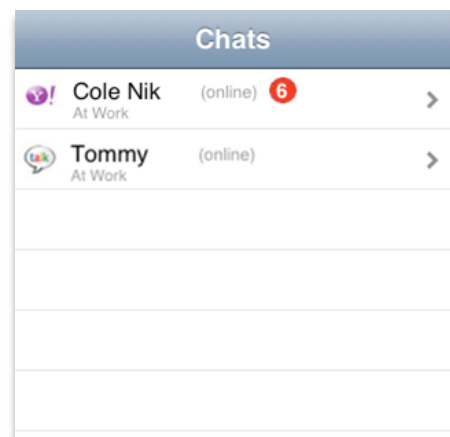 Chats
Cole Nik (online) 6
At Work
talk Tommy (online)
At Work